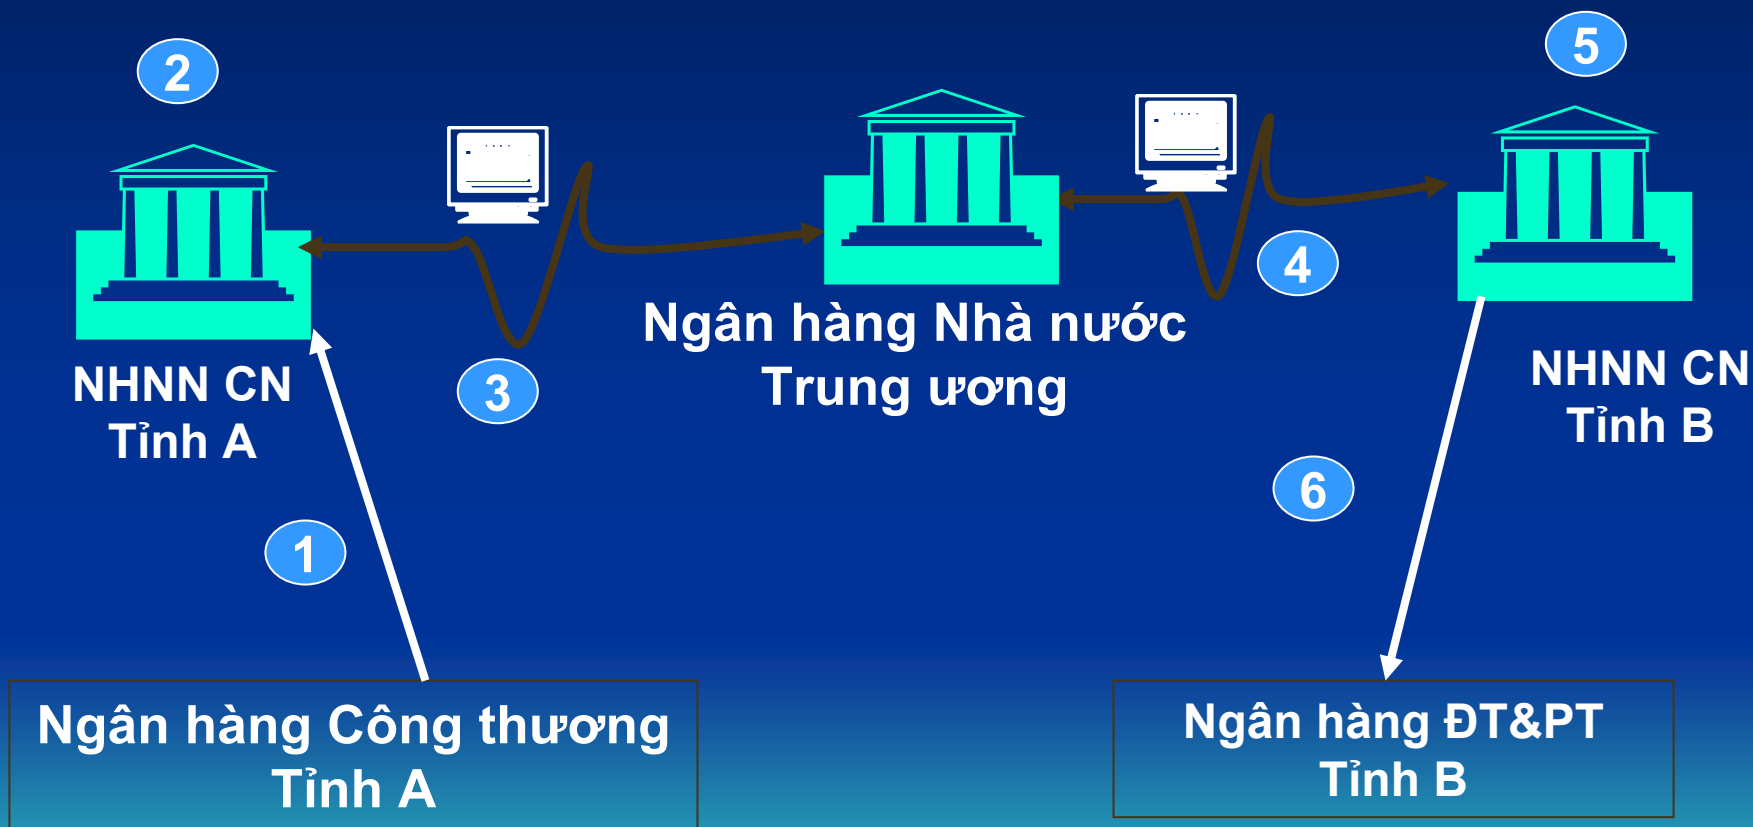 2
5
4
Ngân hàng Nhà nước
Trung ương
NHNN CN
Tỉnh A
3
NHNN CN
Tỉnh B
6
1
Ngân hàng Công thương
Tỉnh A
Ngân hàng ĐT&PT
Tỉnh B